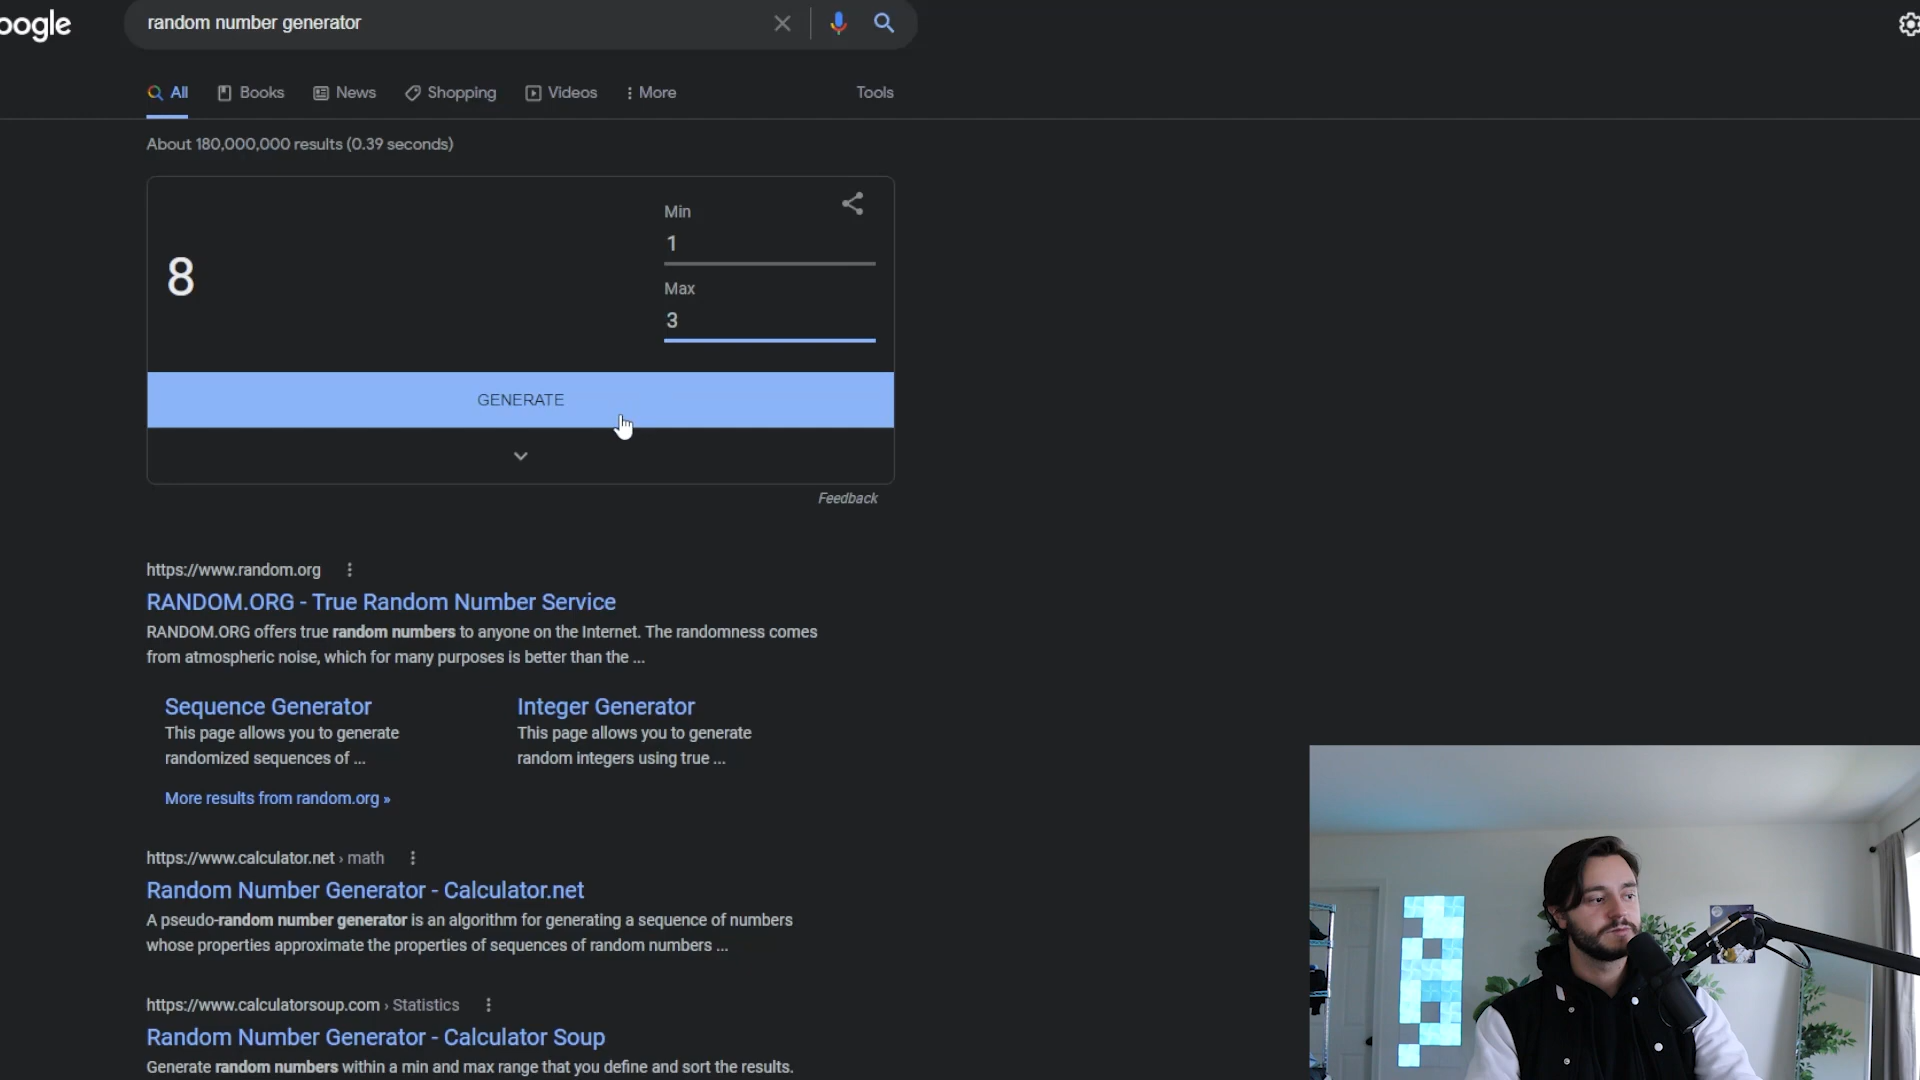 oogle
random number generator
All
Books
News
Shopping
Videos
More
Tools
About 180,000,000 results (0.39 seconds)
8
Min
1
Max
3
GENERATE
Feedback
https://www.random.org
RANDOM.ORG - True Random Number Service
RANDOM.ORG offers true random numbers to anyone on the Internet. The randomness comes
from atmospheric noise, which for many purposes is better than the ...
Sequence Generator
This page allows you to generate
randomized sequences of ...
Integer Generator
This page allows you to generate
random integers using true ...
More results from random.org »
https://www.calculator.net › math
Random Number Generator - Calculator.net
A pseudo-random number generator is an algorithm for generating a sequence of numbers
whose properties approximate the properties of sequences of random numbers ...
https://www.calculatorsoup.com › Statistics
Random Number Generator - Calculator Soup
Generate random numbers within a min and max range that you define and sort the results.